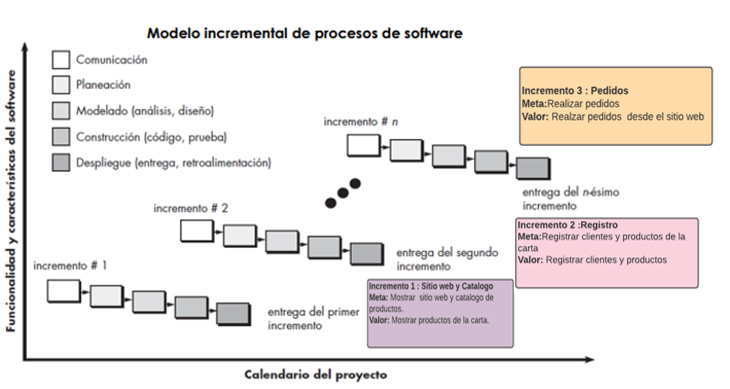 Modelo incremental de procesos de software
Funcionalidad y características del software
Comunicación
Planeación
Modelado (análisis, diseño)
Construcción (código, prueba)
Despliegue (entrega, retroalimentación)
incremento # n
entrega del n-ésimo
incremento
Incremento 3 : Pedidos
Meta:Realizar pedidos
Valor: Realzar pedidos desde el sitio web
incremento # 2
entrega del segundo
incremento
Incremento 2 :Registro
Meta:Registrar clientes y productos de la
carta
Valor: Registrar clientes y productos
incremento # 1
entrega del primer
incremento
Incremento 1 : Sitio web y Catalogo
Meta: Mostrar sitio web y catalogo de
productos.
Valor: Mostrar productos de la carta.
Calendario del proyecto